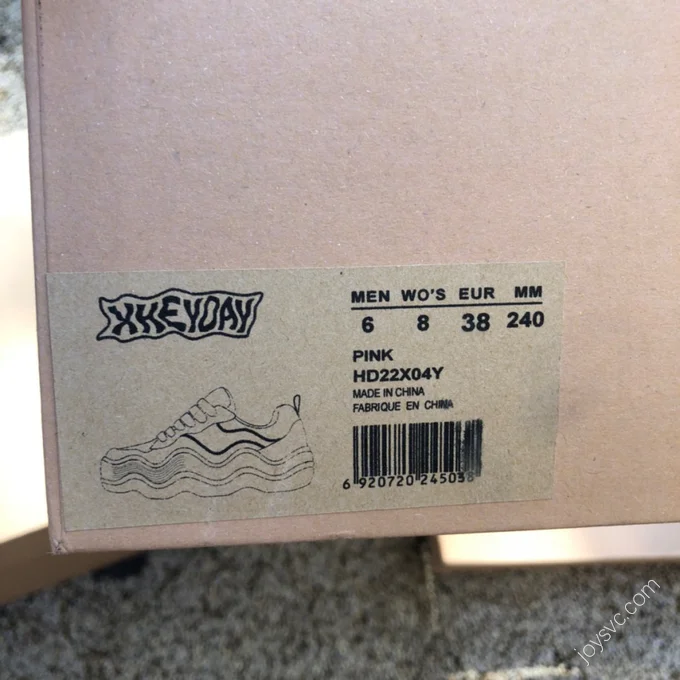 XHEYDAY
MEN WO'S EUR MM
6 8 38 240
PINK
HD22X04Y
MADE IN CHINA
FABRIQUE EN CHINA
6 920720 245038
joysvc.com